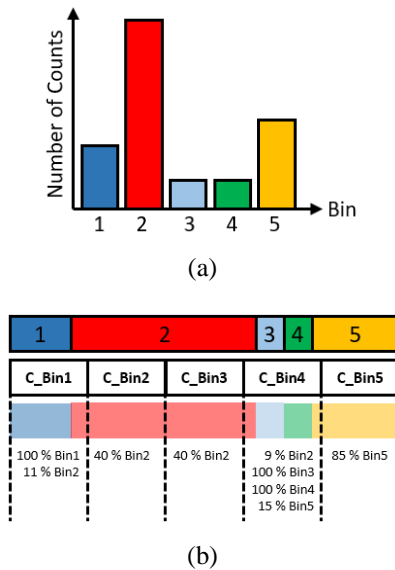 Number of Counts
Bin
1 2 3 4 5
(a)
1 2 3 4 5
C_Bin1 C_Bin2 C_Bin3 C_Bin4 C_Bin5
100 % Bin1 40 % Bin2 40 % Bin2 9 % Bin2 85 % Bin5
11 % Bin2 100 % Bin3
100 % Bin4
15 % Bin5
(b)